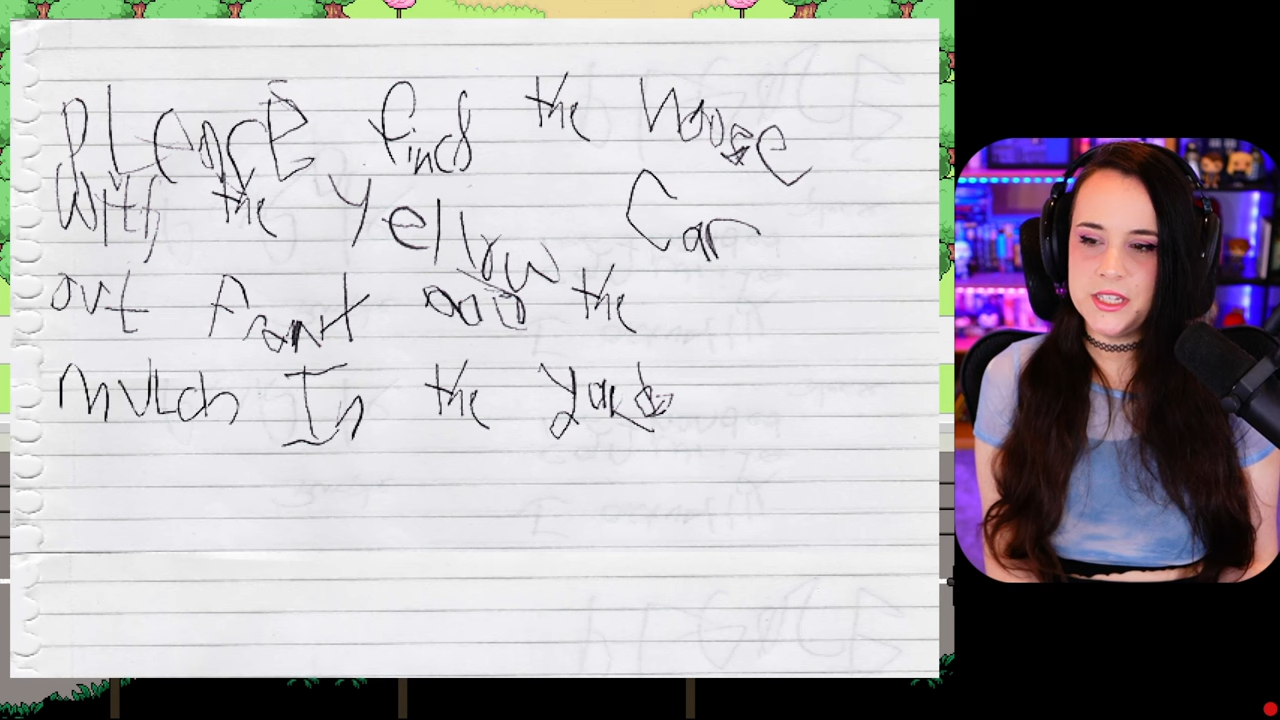 PLEASE find the house
With the Yellow Car
out front and the
mulch In the yard